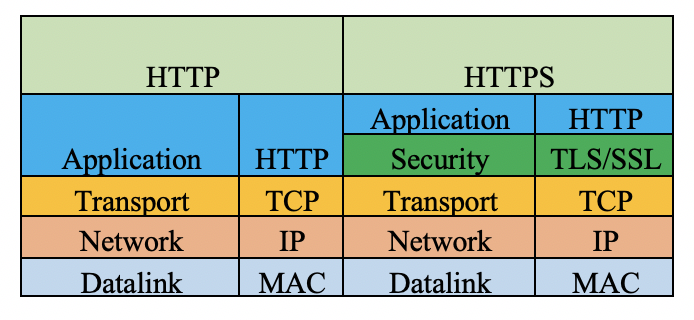 HTTP HTTPS
Application HTTP
Application HTTP Security TLS/SSL
Transport TCP Transport TCP
Network IP Network IP
Datalink MAC Datalink MAC